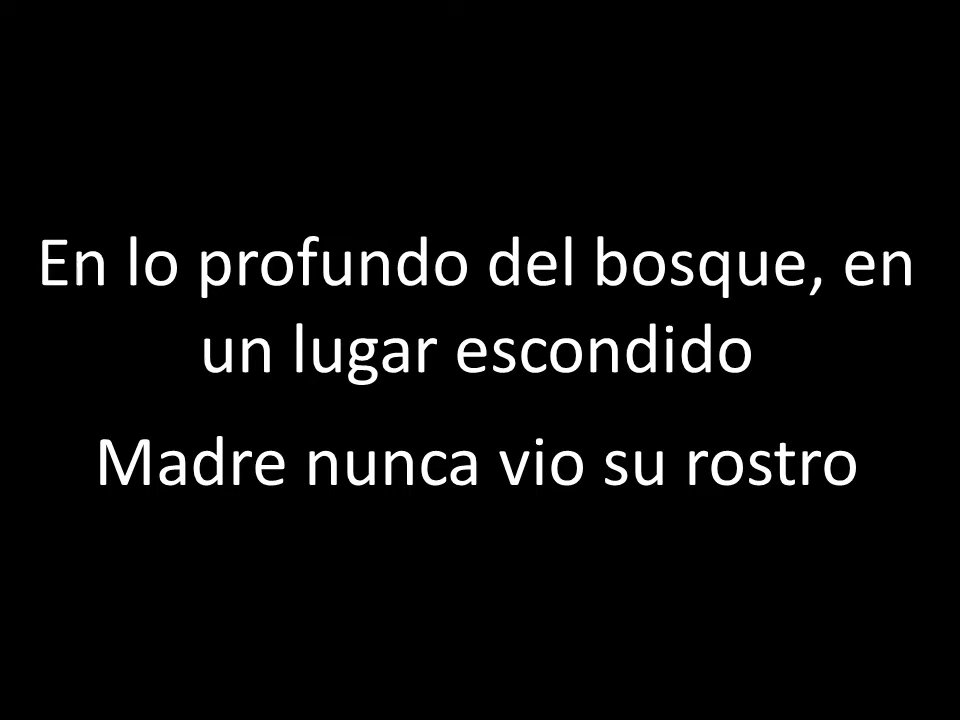 En lo profundo del bosque, en
un lugar escondido
Madre nunca vio su rostro